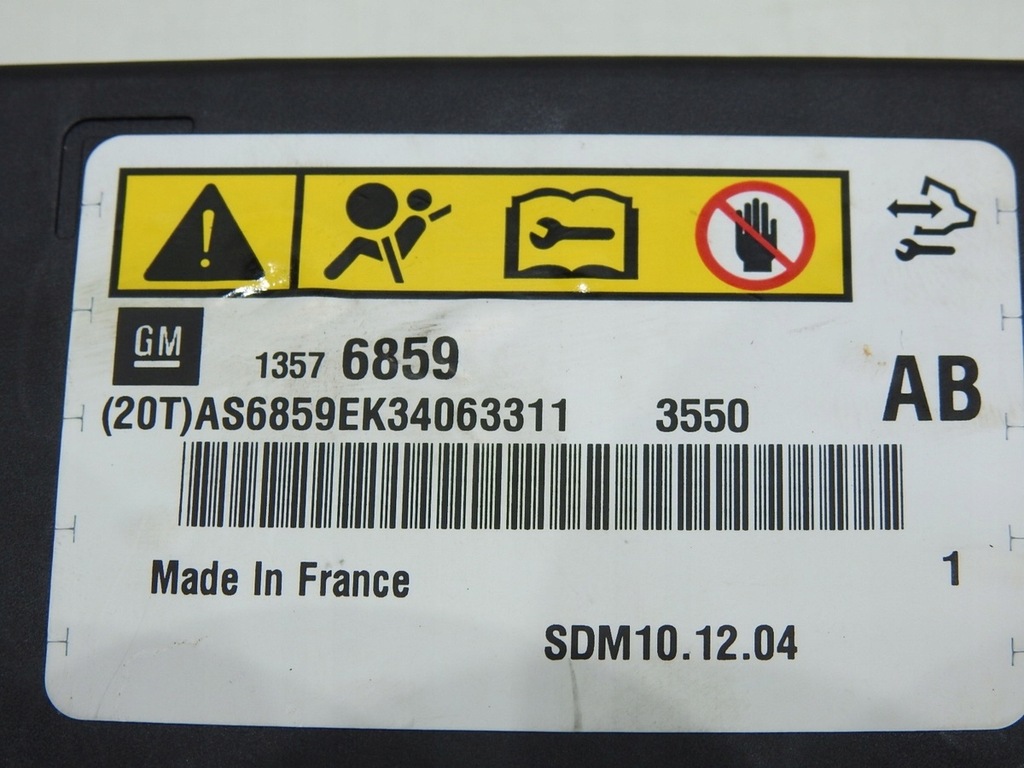 GM
1357 6859
AB
(20T)AS6859EK34063311 3550
Made In France
1
SDM10.12.04